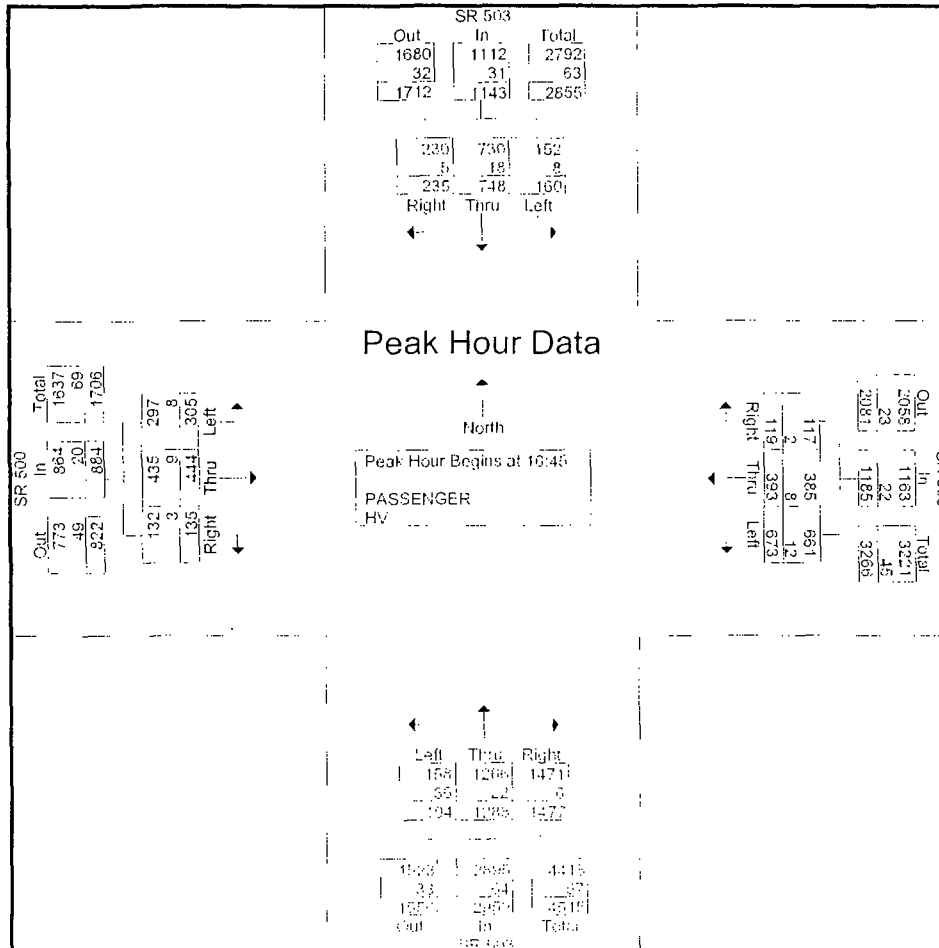 SR 503
Out In Total
1680 1112 2792
32 31 63
1712 1143 2855
230 730 152
5 18 8
235 748 160
Right Thru Left
Peak Hour Data
North
Peak Hour Begins at 16:45
PASSENGER
HV
SR 500
Out In Total
773 864 1637
49 20 69
822 884 1706
297 435 132
8 9 3
305 444 135
Left Thru Right
Right Thru Left
119 393 673
2 8 12
117 385 661
Out In Total
2058 1163 3221
23 22 45
2081 1185 3266
Left Thru Right
158 1266 1471
36 22 6
194 1288 1477
Out In Total